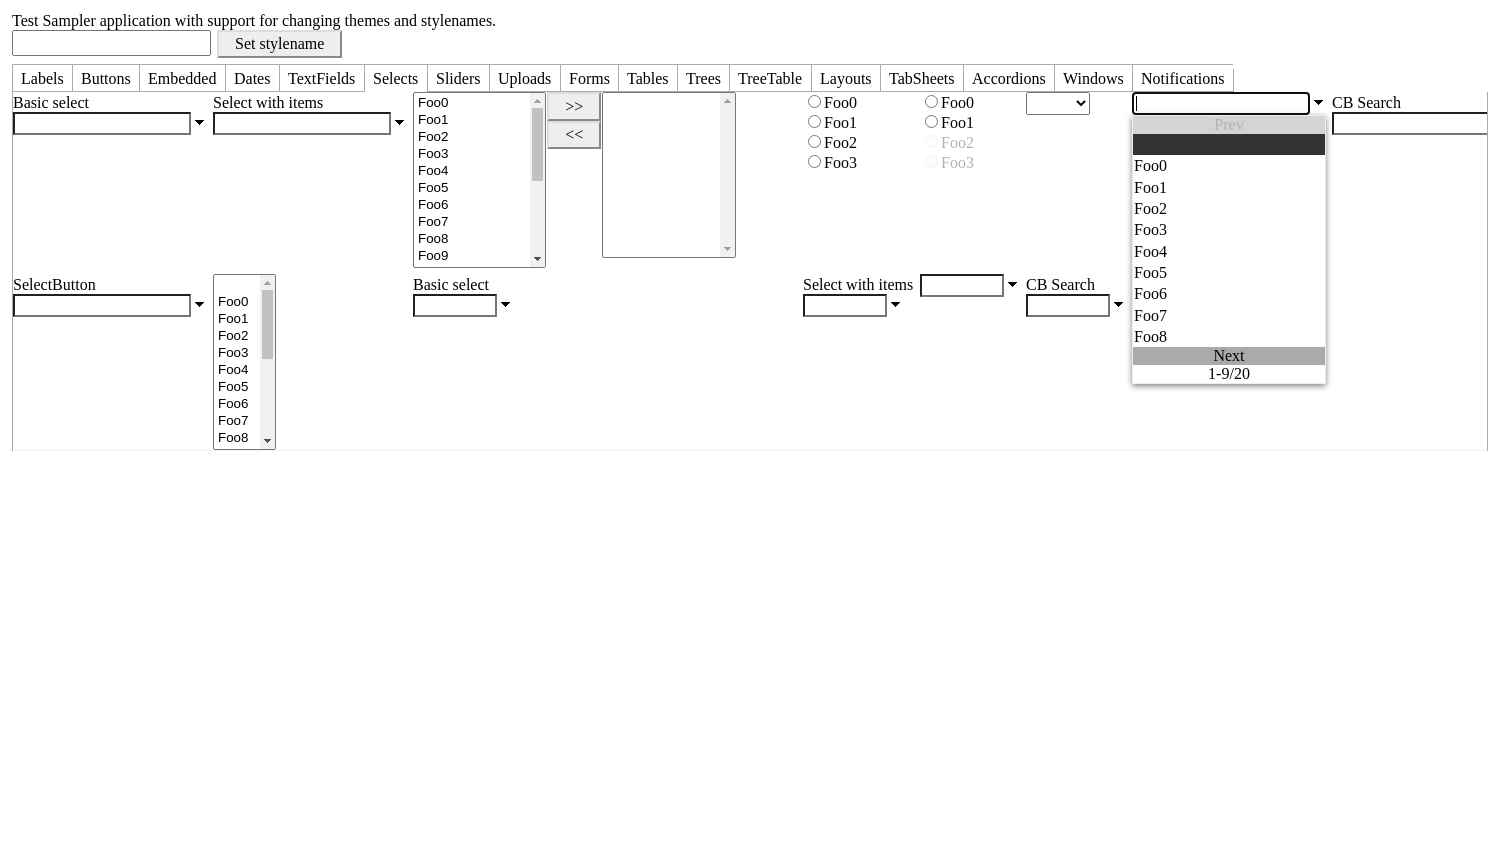 Test Sampler application with support for changing themes and stylenames.
Set stylename
Labels Buttons Embedded Dates TextFields Selects Sliders Uploads Forms Tables Trees TreeTable Layouts TabSheets Accordions Windows Notifications
Basic select
Select with items
Foo0
Foo1
Foo2
Foo3
Foo4
Foo5
Foo6
Foo7
Foo8
Foo9
>>
<<
Foo0
Foo1
Foo2
Foo3
Foo0
Foo1
Foo2
Foo3
Prev
Foo0
Foo1
Foo2
Foo3
Foo4
Foo5
Foo6
Foo7
Foo8
Next
1-9/20
CB Search
SelectButton
Foo0
Foo1
Foo2
Foo3
Foo4
Foo5
Foo6
Foo7
Foo8
Basic select
Select with items
CB Search